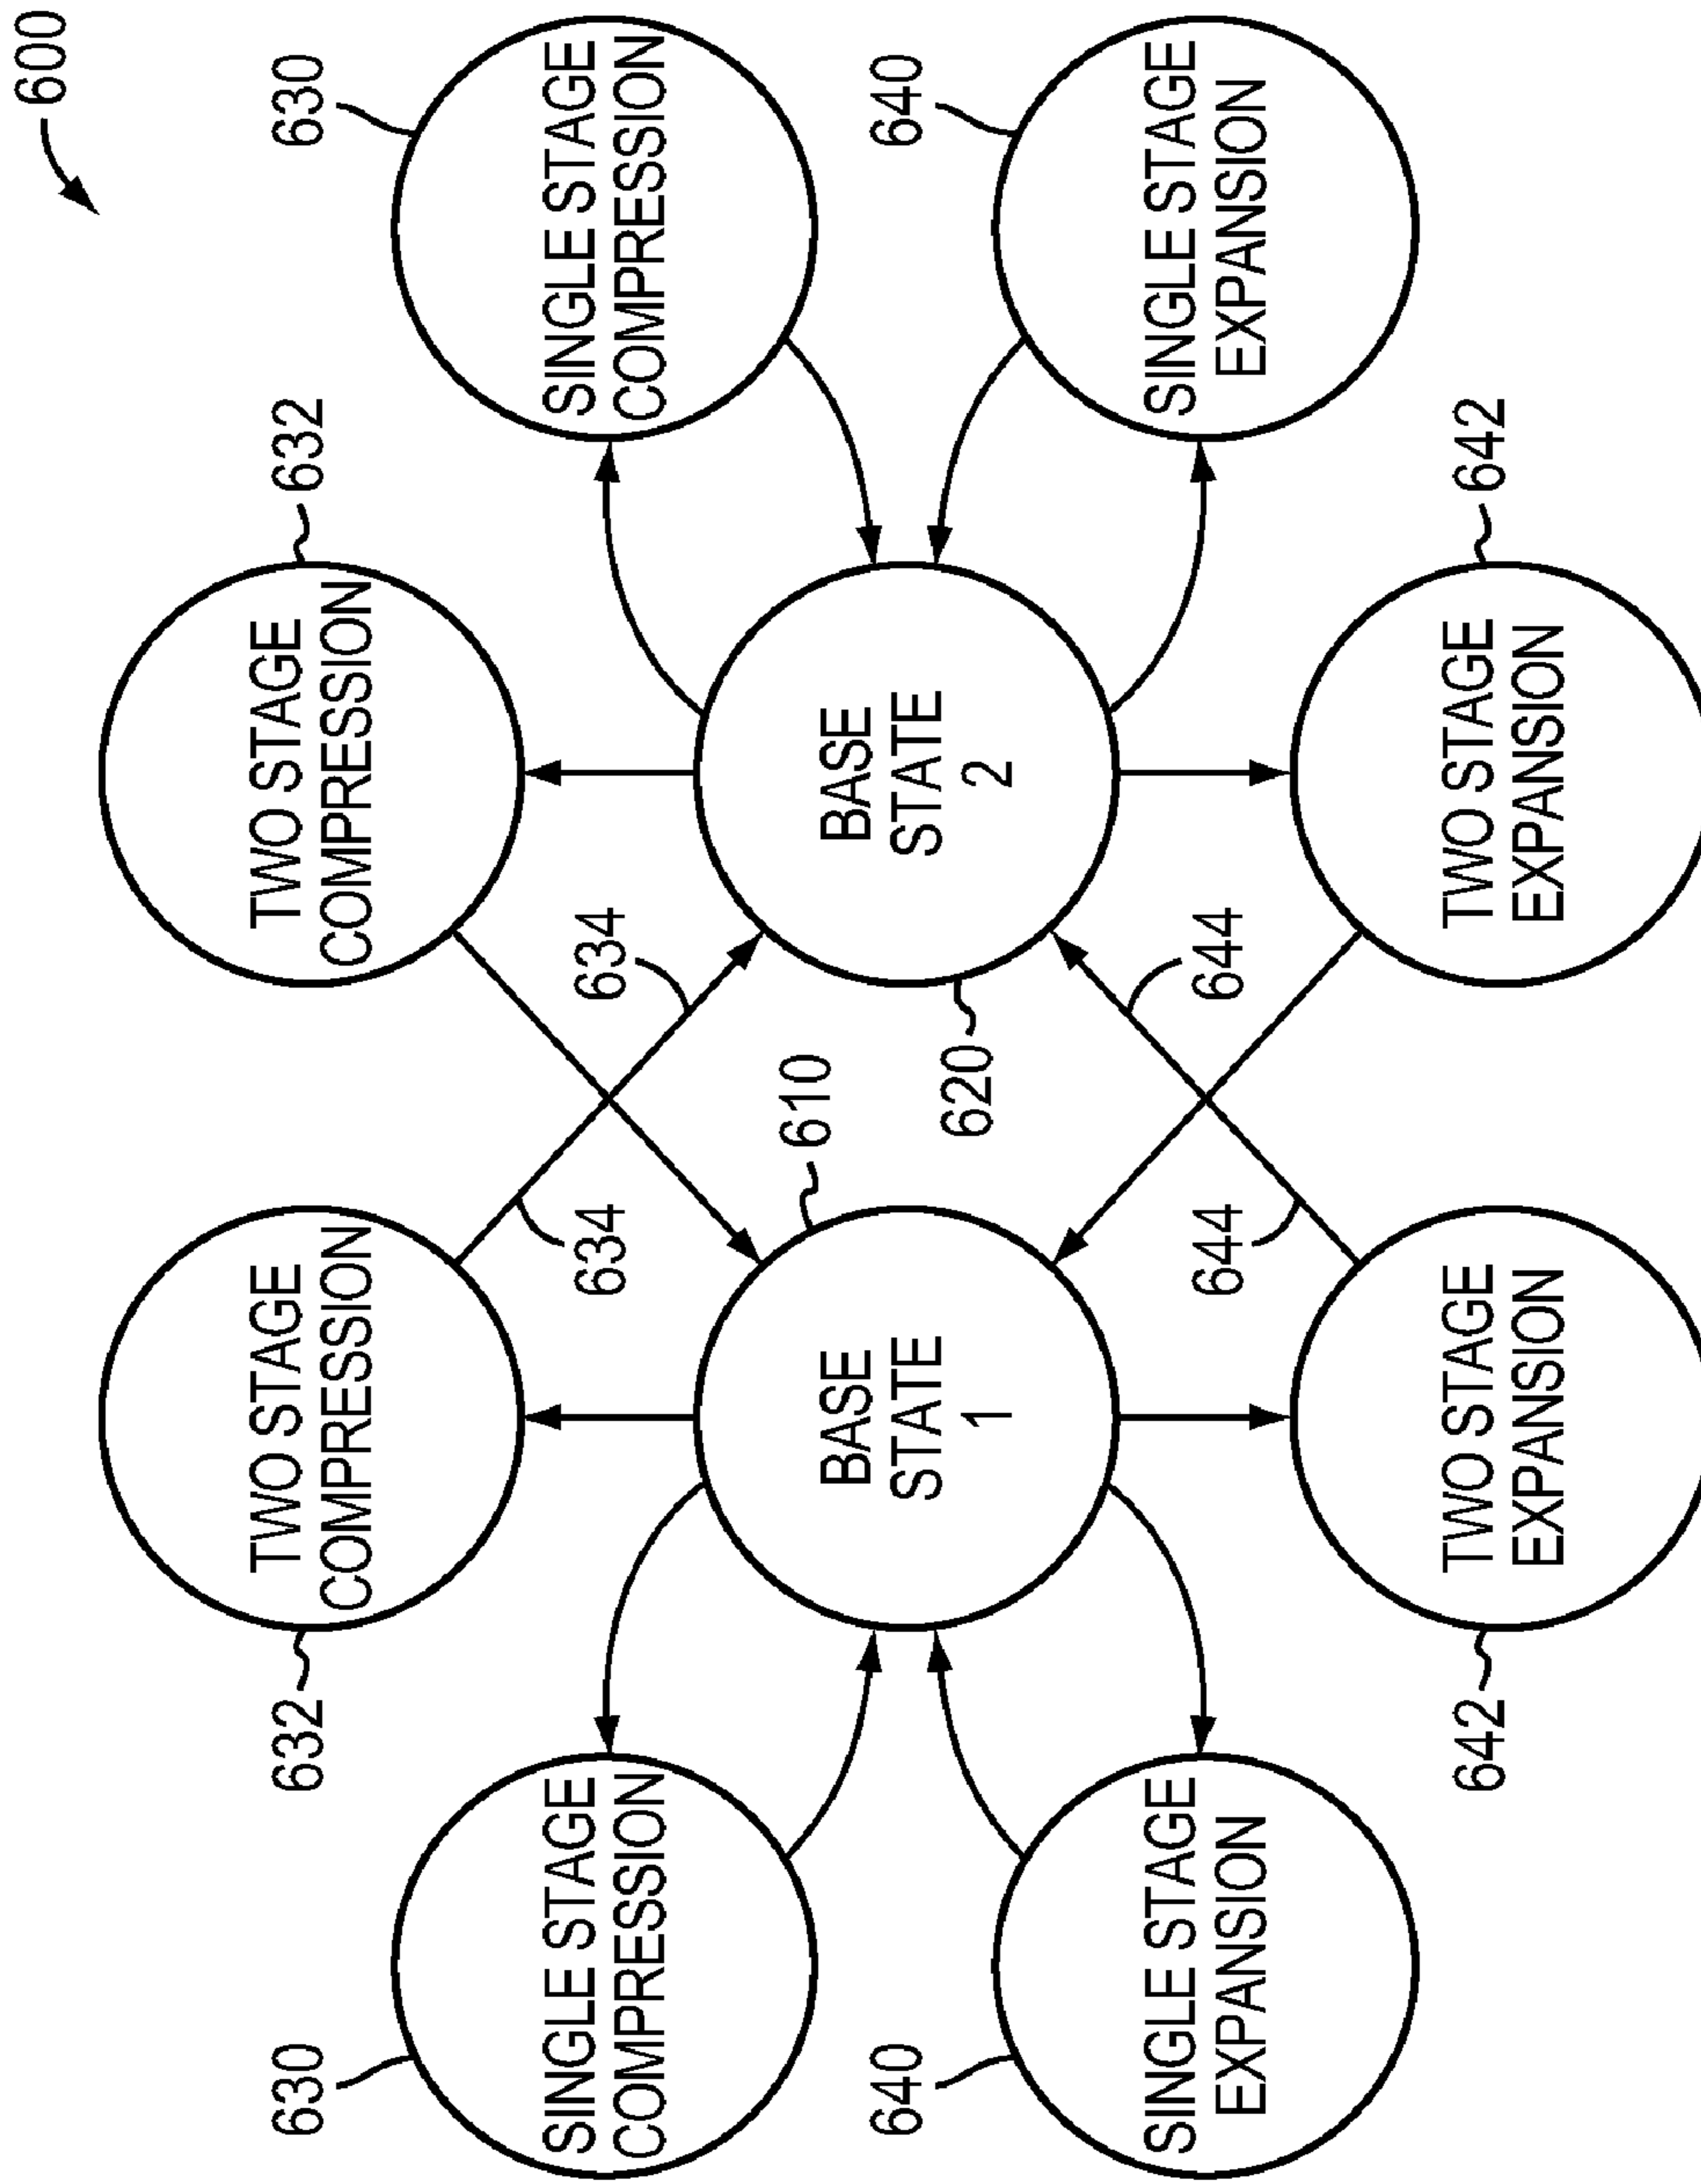 600
632
TWO STAGE
COMPRESSION
TWO STAGE
COMPRESSION
632
630
SINGLE STAGE
COMPRESSION
634
634
630
SINGLE STAGE
COMPRESSION
BASE
STATE
1
610
BASE
STATE
2
620
640
SINGLE STAGE
EXPANSION
644
644
640
SINGLE STAGE
EXPANSION
642
TWO STAGE
EXPANSION
TWO STAGE
EXPANSION
642